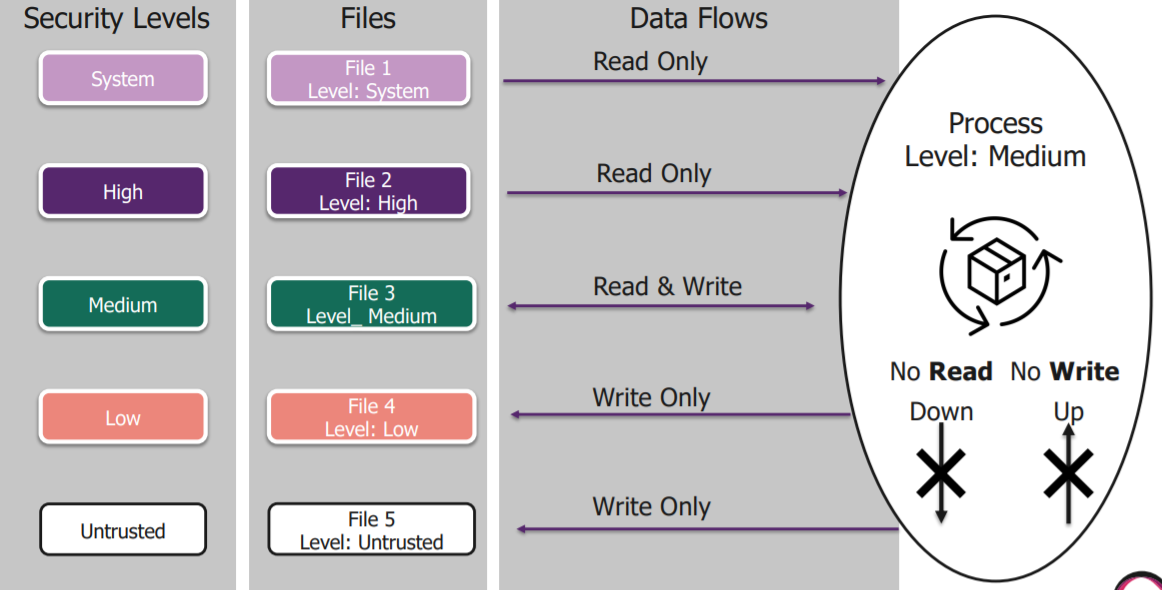 Security Levels
Files
Data Flows
System
File 1
Level: System
Read Only
High
File 2
Level: High
Read Only
Medium
File 3
Level_ Medium
Read & Write
Low
File 4
Level: Low
Write Only
Untrusted
File 5
Level: Untrusted
Write Only
Process
Level: Medium
No Read
Down
No Write
Up